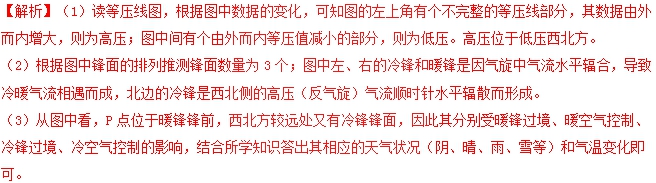 【解析】（1）读等压线图，根据图中数据的变化，可知图的左上角有个不完整的等压线部分，其数据由外
而内增大，则为高压；图中间有个由外而内等压值减小的部分，则为低压。高压位于低压西北方。
（2）根据图中锋面的排列推测锋面数量为 3 个；图中左、右的冷锋和暖锋是因气旋中气流水平辐合，导致
冷暖气流相遇而成，北边的冷锋是西北侧的高压（反气旋）气流顺时针水平辐散而形成。
（3）从图中看，P 点位于暖锋锋前，西北方较远处又有冷锋锋面，因此其分别受暖锋过境、暖空气控制、
冷锋过境、冷空气控制的影响，结合所学知识答出其相应的天气状况（阴、晴、雨、雪等）和气温变化即
可。